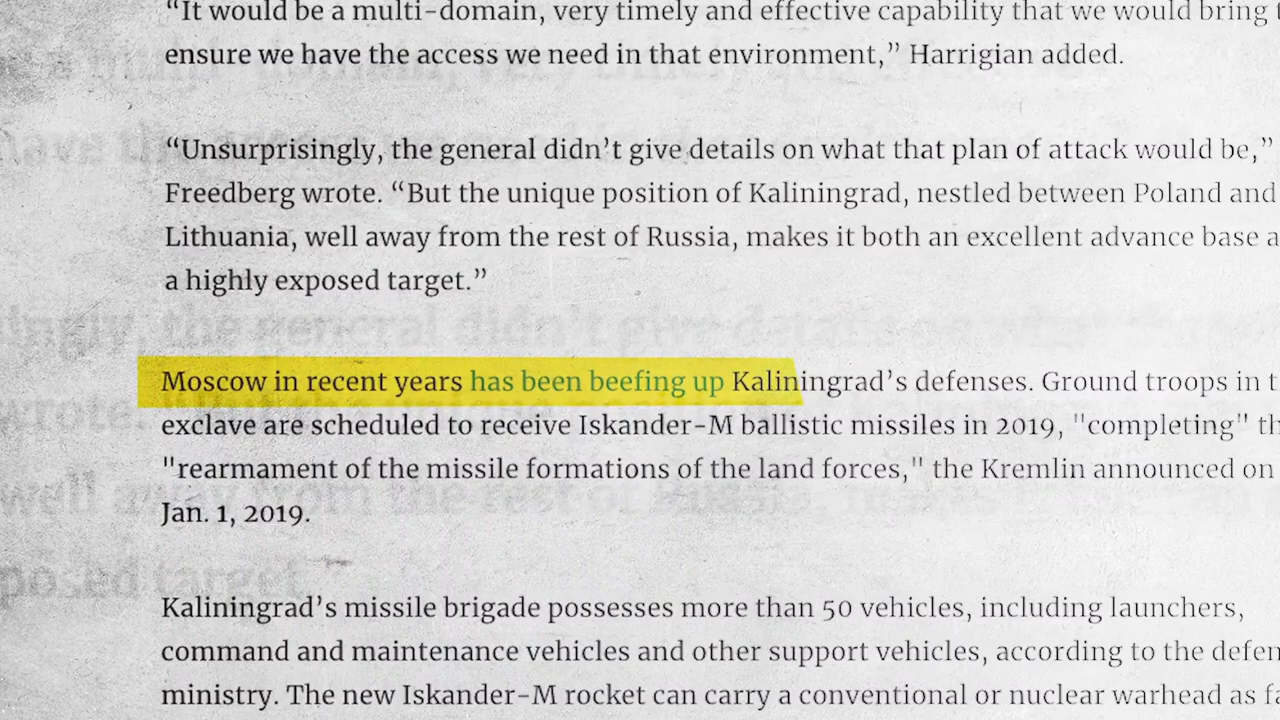 “It would be a multi-domain, very timely and effective capability that we would bring
ensure we have the access we need in that environment,” Harrigian added.
“Unsurprisingly, the general didn’t give details on what that plan of attack would be,”
Freedberg wrote. “But the unique position of Kaliningrad, nestled between Poland and
Lithuania, well away from the rest of Russia, makes it both an excellent advance base
a highly exposed target.”
Moscow in recent years has been beefing up Kaliningrad’s defenses. Ground troops in
exclave are scheduled to receive Iskander-M ballistic missiles in 2019, "completing"
"rearmament of the missile formations of the land forces," the Kremlin announced on
Jan. 1, 2019.
Kaliningrad’s missile brigade possesses more than 50 vehicles, including launchers,
command and maintenance vehicles and other support vehicles, according to the
ministry. The new Iskander-M rocket can carry a conventional or nuclear warhead as